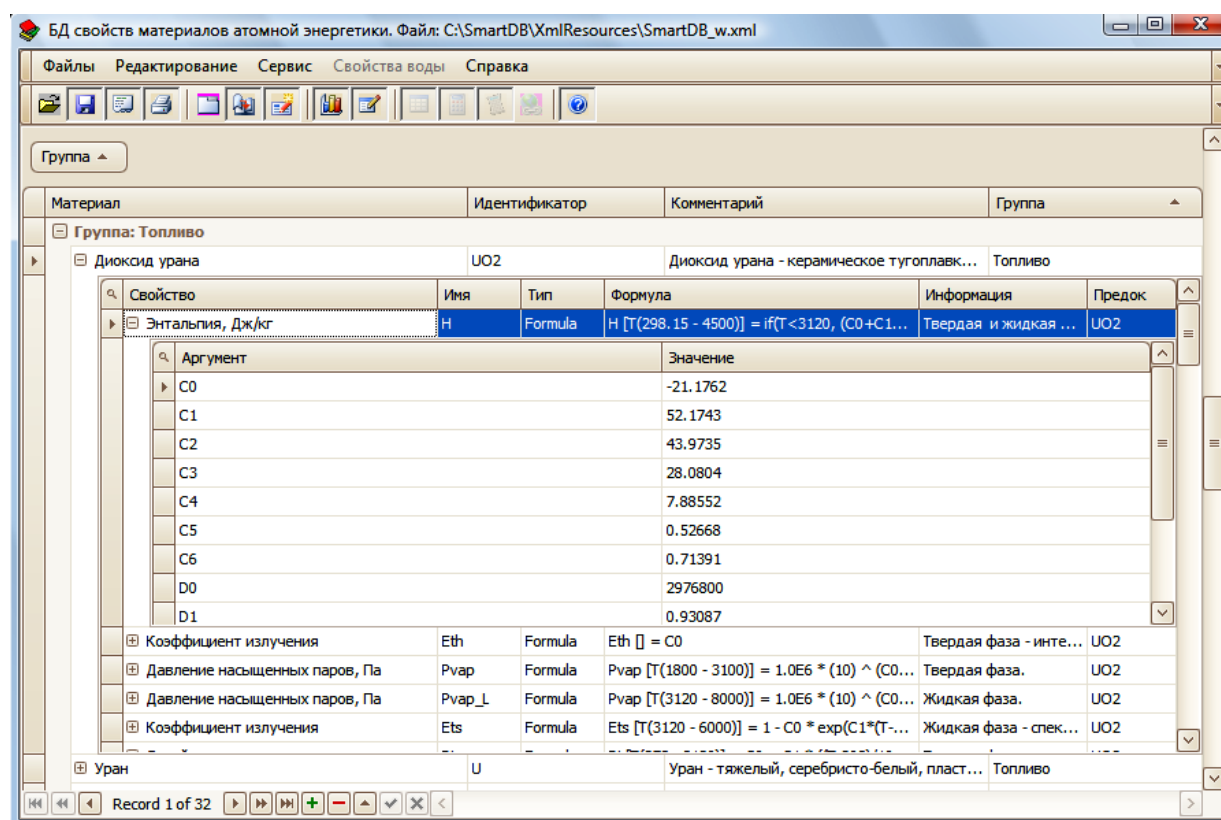 БД свойств материалов атомной энергетики. Файл: C:\SmartDB\XmlResources\SmartDB_w.xml
Файлы Редактирование Сервис Свойства воды Справка
Группа
Материал Идентификатор Комментарий Группа
Группа: Топливо
Диоксид урана UO2 Диоксид урана - керамическое тугоплавк... Топливо
Свойство Имя Тип Формула Информация Предок
Энтальпия, Дж/кг H Formula H [T(298.15 - 4500)] = if(T<3120, (C0+C1... Твердая и жидкая ... UO2
Аргумент Значение
C0 -21.1762
C1 52.1743
C2 43.9735
C3 28.0804
C4 7.88552
C5 0.52668
C6 0.71391
D0 2976800
D1 0.93087
Коэффициент излучения Eth Formula Eth [] = C0 Твердая фаза - инте... UO2
Давление насыщенных паров, Па Pvap Formula Pvap [T(1800 - 3100)] = 1.0E6 * (10) ^ (C0... Твердая фаза. UO2
Давление насыщенных паров, Па Pvap_L Formula Pvap [T(3120 - 8000)] = 1.0E6 * (10) ^ (C0... Жидкая фаза. UO2
Коэффициент излучения Ets Formula Ets [T(3120 - 6000)] = 1 - C0 * exp(C1*(T-... Жидкая фаза - спек... UO2
Уран U Уран - тяжелый, серебристо-белый, пласт... Топливо
Record 1 of 32